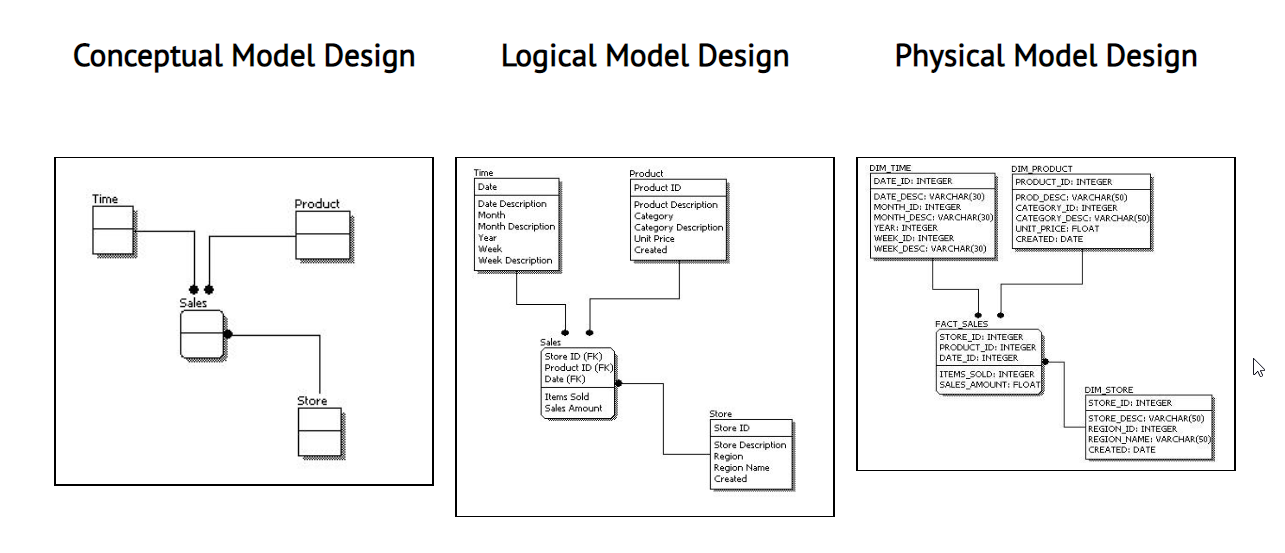 Conceptual Model Design
Logical Model Design
Physical Model Design
Time
Product
Sales
Store
Time
Date
Date Description
Month
Month Description
Year
Week
Week Description
Product
Product ID
Product Description
Category
Category Description
Unit Price
Created
Sales
Store ID (FK)
Product ID (FK)
Date (FK)
Items Sold
Sales Amount
Store
Store ID
Store Description
Region
Region Name
Created
DIM_TIME
DATE_ID: INTEGER
DATE_DESC: VARCHAR(30)
MONTH_ID: INTEGER
MONTH_DESC: VARCHAR(30)
YEAR: INTEGER
WEEK_ID: INTEGER
WEEK_DESC: VARCHAR(30)
DIM_PRODUCT
PRODUCT_ID: INTEGER
PROD_DESC: VARCHAR(50)
CATEGORY_ID: INTEGER
CATEGORY_DESC: VARCHAR(50)
UNIT_PRICE: FLOAT
CREATED: DATE
FACT_SALES
STORE_ID: INTEGER
PRODUCT_ID: INTEGER
DATE_ID: INTEGER
ITEMS_SOLD: INTEGER
SALES_AMOUNT: FLOAT
DIM_STORE
STORE_ID: INTEGER
STORE_DESC: VARCHAR(50)
REGION_ID: INTEGER
REGION_NAME: VARCHAR(50)
CREATED: DATE